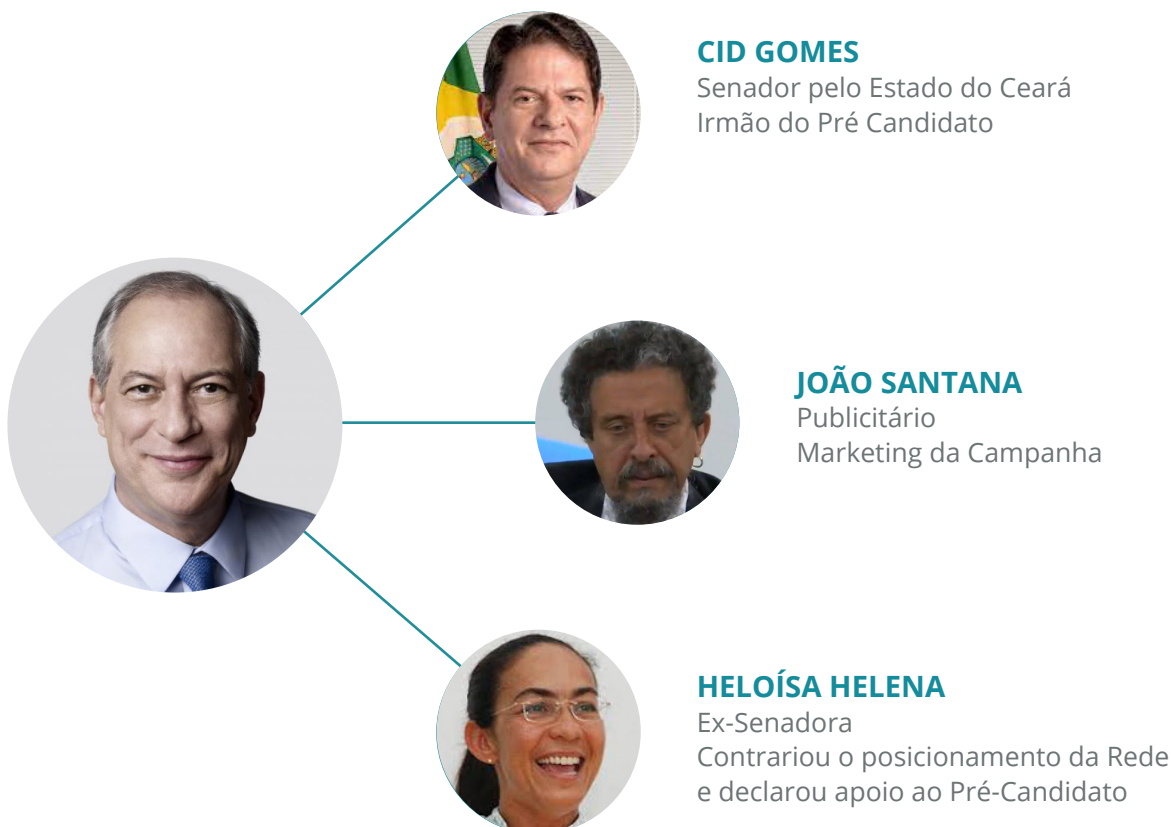 CID GOMES
Senador pelo Estado do Ceará
Irmão do Pré Candidato
JOÃO SANTANA
Publicitário
Marketing da Campanha
HELOÍSA HELENA
Ex-Senadora
Contrariou o posicionamento da Rede
e declarou apoio ao Pré-Candidato